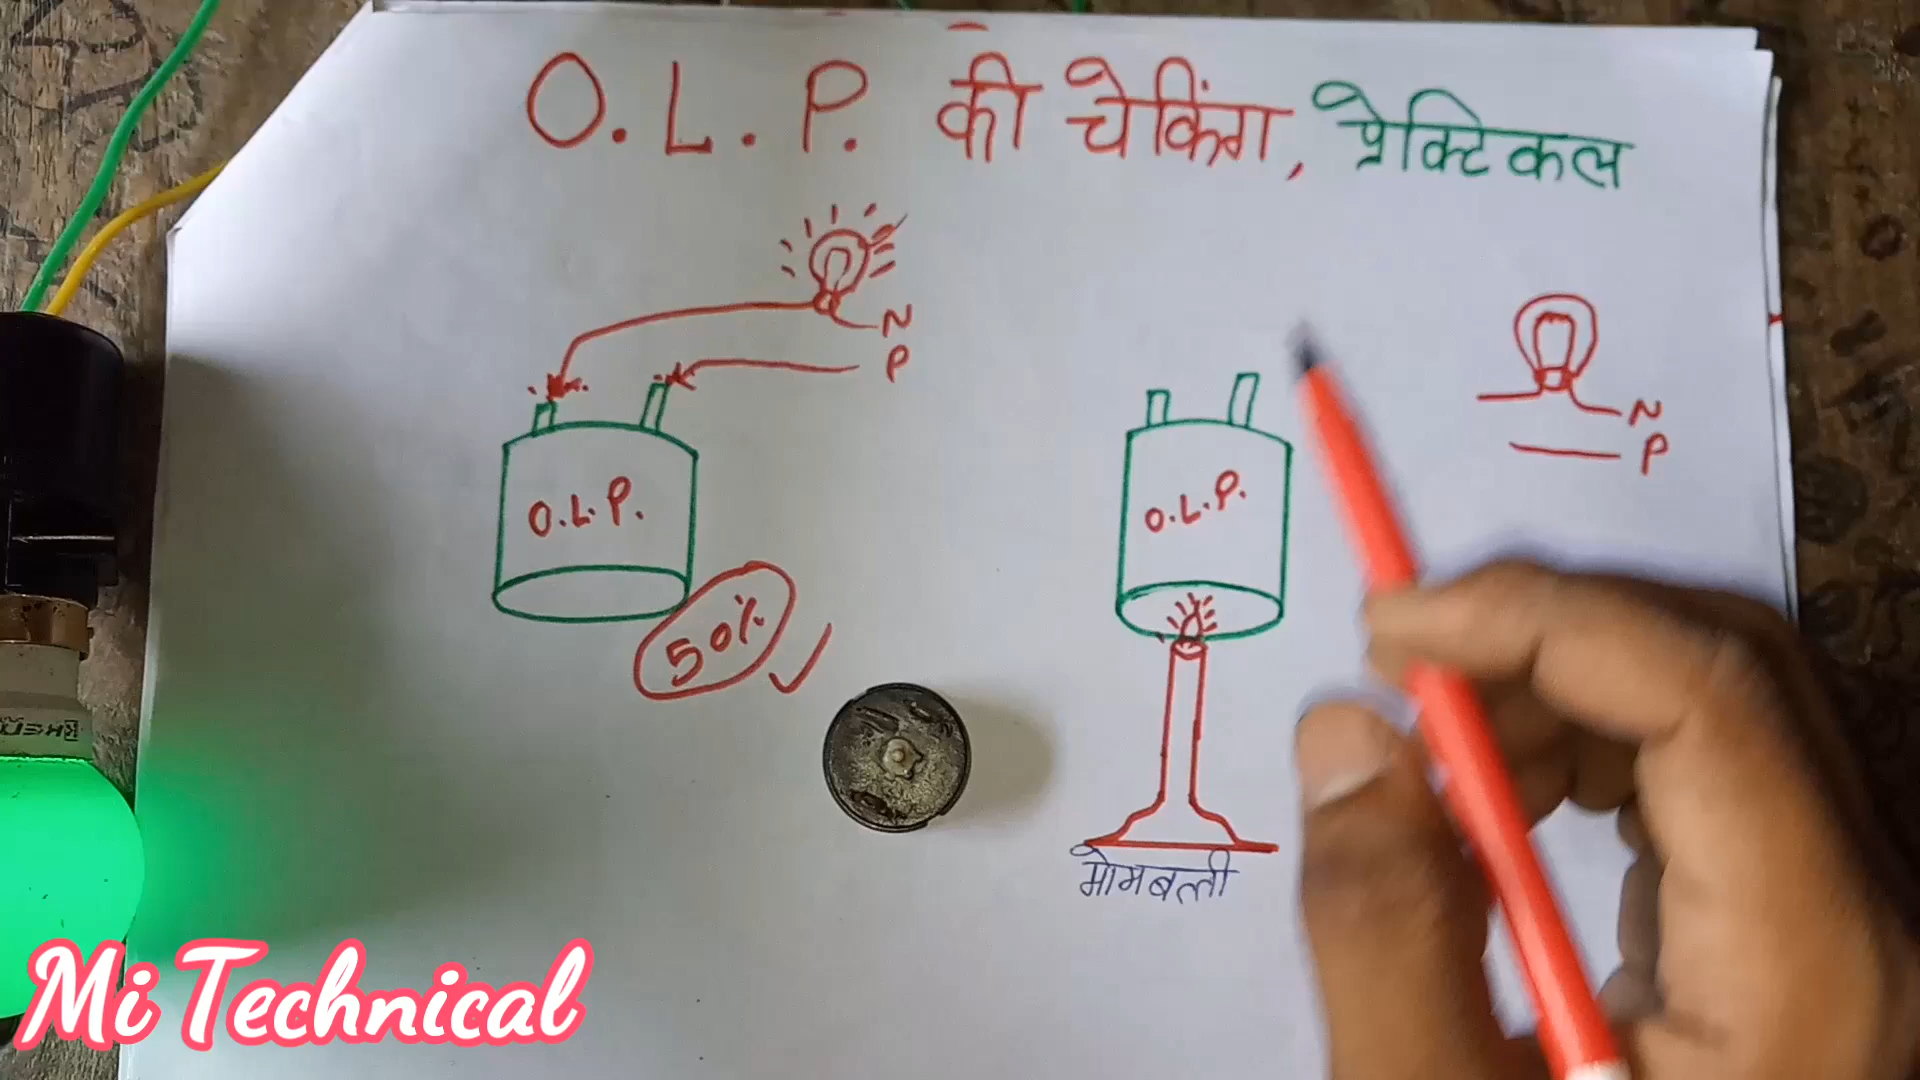 O.L.P. की चेकिंग, प्रेक्टिकल
N
P
O.L.P.
50%
N
P
O.L.P.
मोमबत्ती
Mi Technical